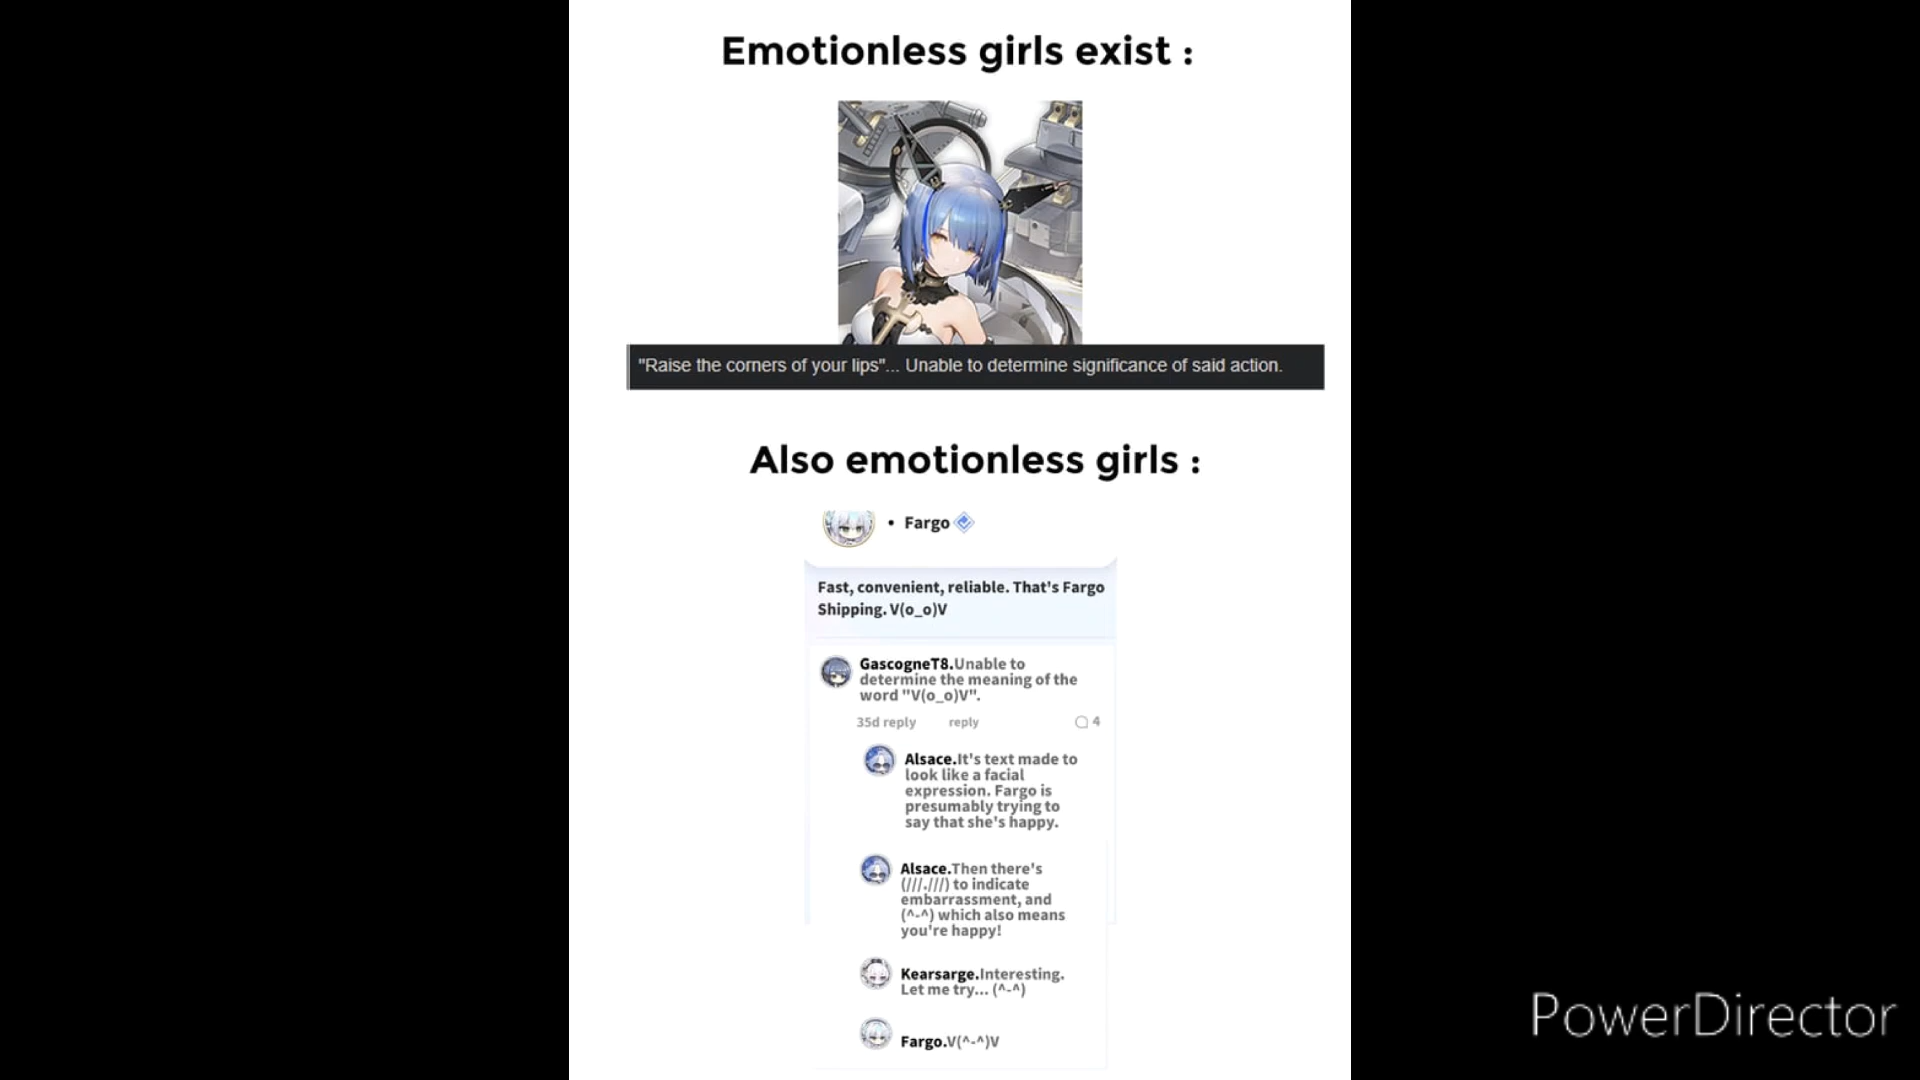 Emotionless girls exist :
"Raise the corners of your lips"... Unable to determine significance of said action.
Also emotionless girls :
• Fargo
Fast, convenient, reliable. That's Fargo
Shipping. V(o_o)V
GascogneT8.Unable to
determine the meaning of the
word "V(o_o)V".
35d reply reply 4
Alsace.It's text made to
look like a facial
expression. Fargo is
presumably trying to
say that she's happy.
Alsace.Then there's
(///.///) to indicate
embarrassment, and
(^-^) which also means
you're happy!
Kearsarge.Interesting.
Let me try... (^-^)
Fargo.V(^-^)V
PowerDirector